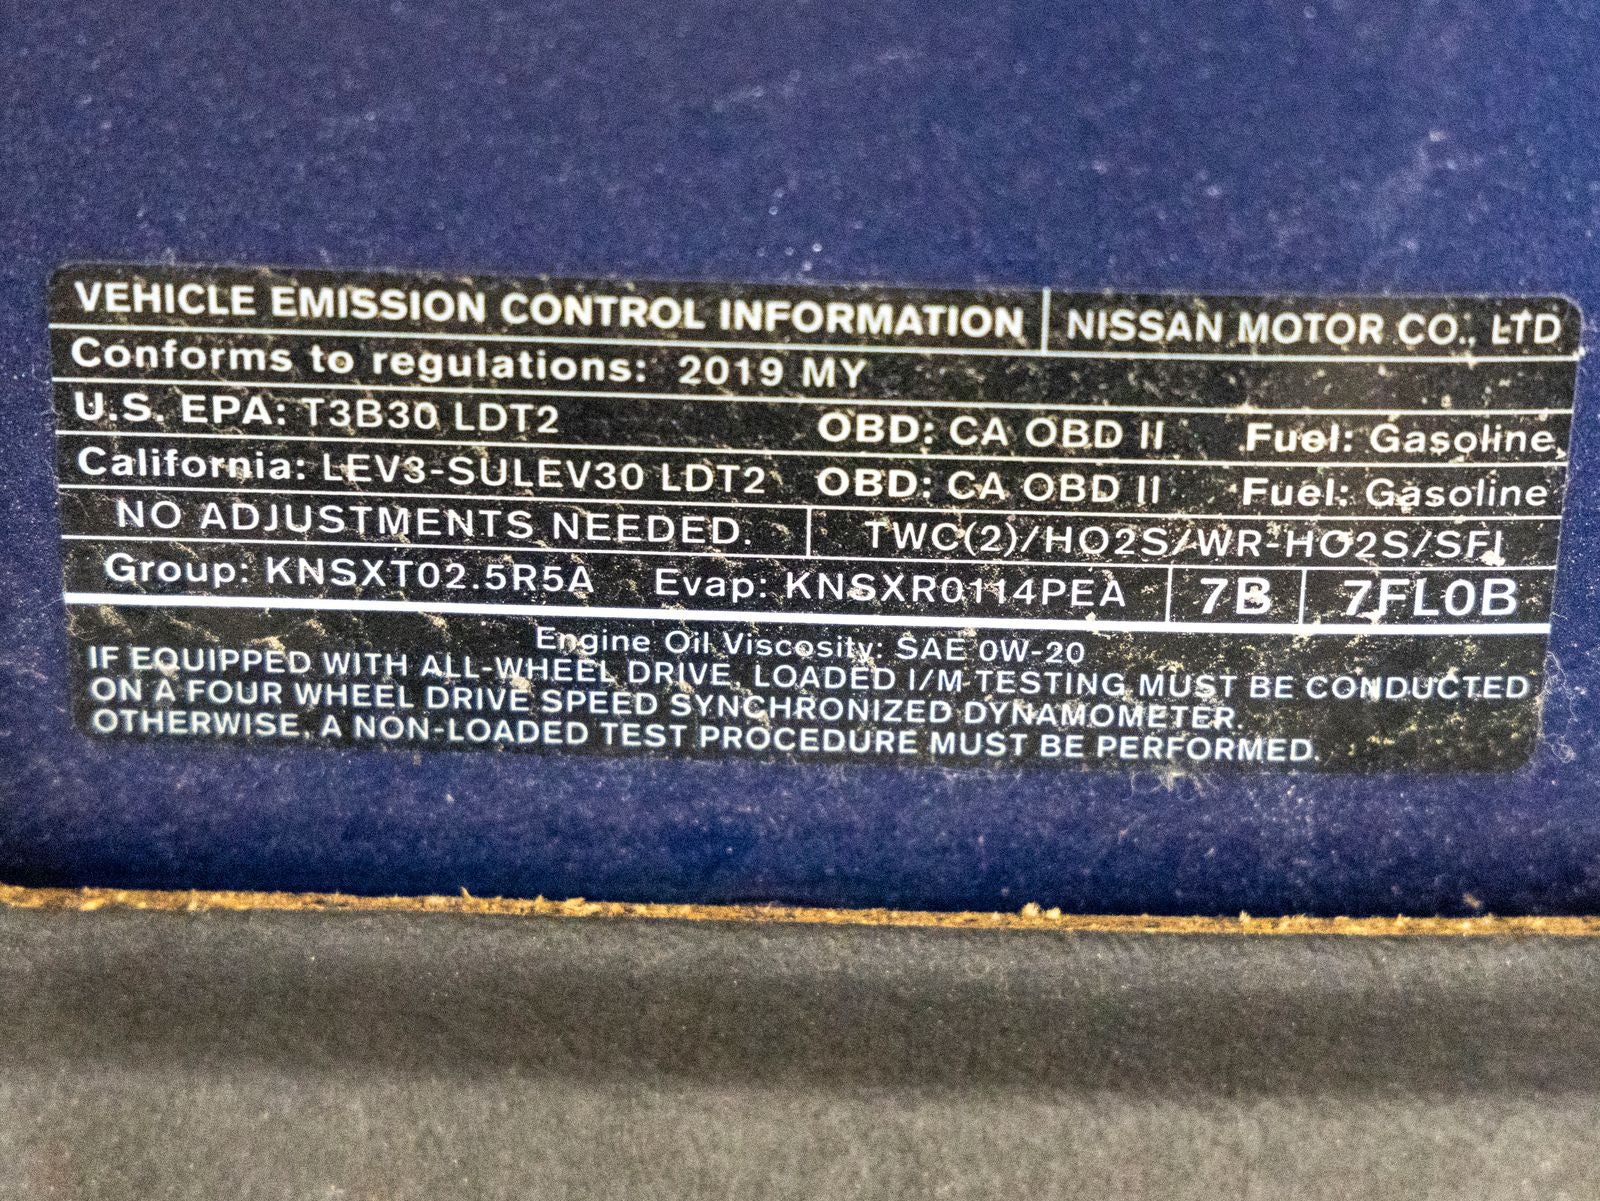 VEHICLE EMISSION CONTROL INFORMATION NISSAN MOTOR CO., LTD
Conforms to regulations: 2019 MY
U.S. EPA: T3B30 LDT2 OBD: CA OBD II Fuel: Gasoline
California: LEV3-SULEV30 LDT2 OBD: CA OBD II Fuel: Gasoline
NO ADJUSTMENTS NEEDED. TWC(2)/HO2S/WR-HO2S/SFI
Group: KNSXT02.5R5A Evap: KNSXR0114PEA 7B 7FL0B
Engine Oil Viscosity: SAE 0W-20
IF EQUIPPED WITH ALL-WHEEL DRIVE, LOADED I/M TESTING MUST BE CONDUCTED
ON A FOUR WHEEL DRIVE SPEED SYNCHRONIZED DYNAMOMETER.
OTHERWISE, A NON-LOADED TEST PROCEDURE MUST BE PERFORMED.